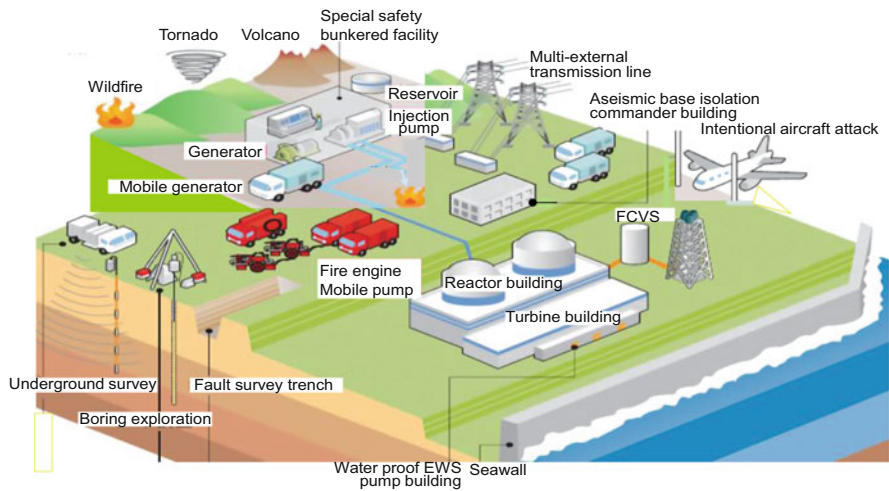 Special safety
bunkered facility
Tornado
Volcano
Multi-external
transmission line
Wildfire
Reservoir
Aseismic base isolation
commander building
Injection
pump
Intentional aircraft attack
Generator
Mobile generator
FCVS
Fire engine
Mobile pump
Reactor building
Turbine building
Underground survey
Fault survey trench
Boring exploration
Water proof EWS
pump building
Seawall